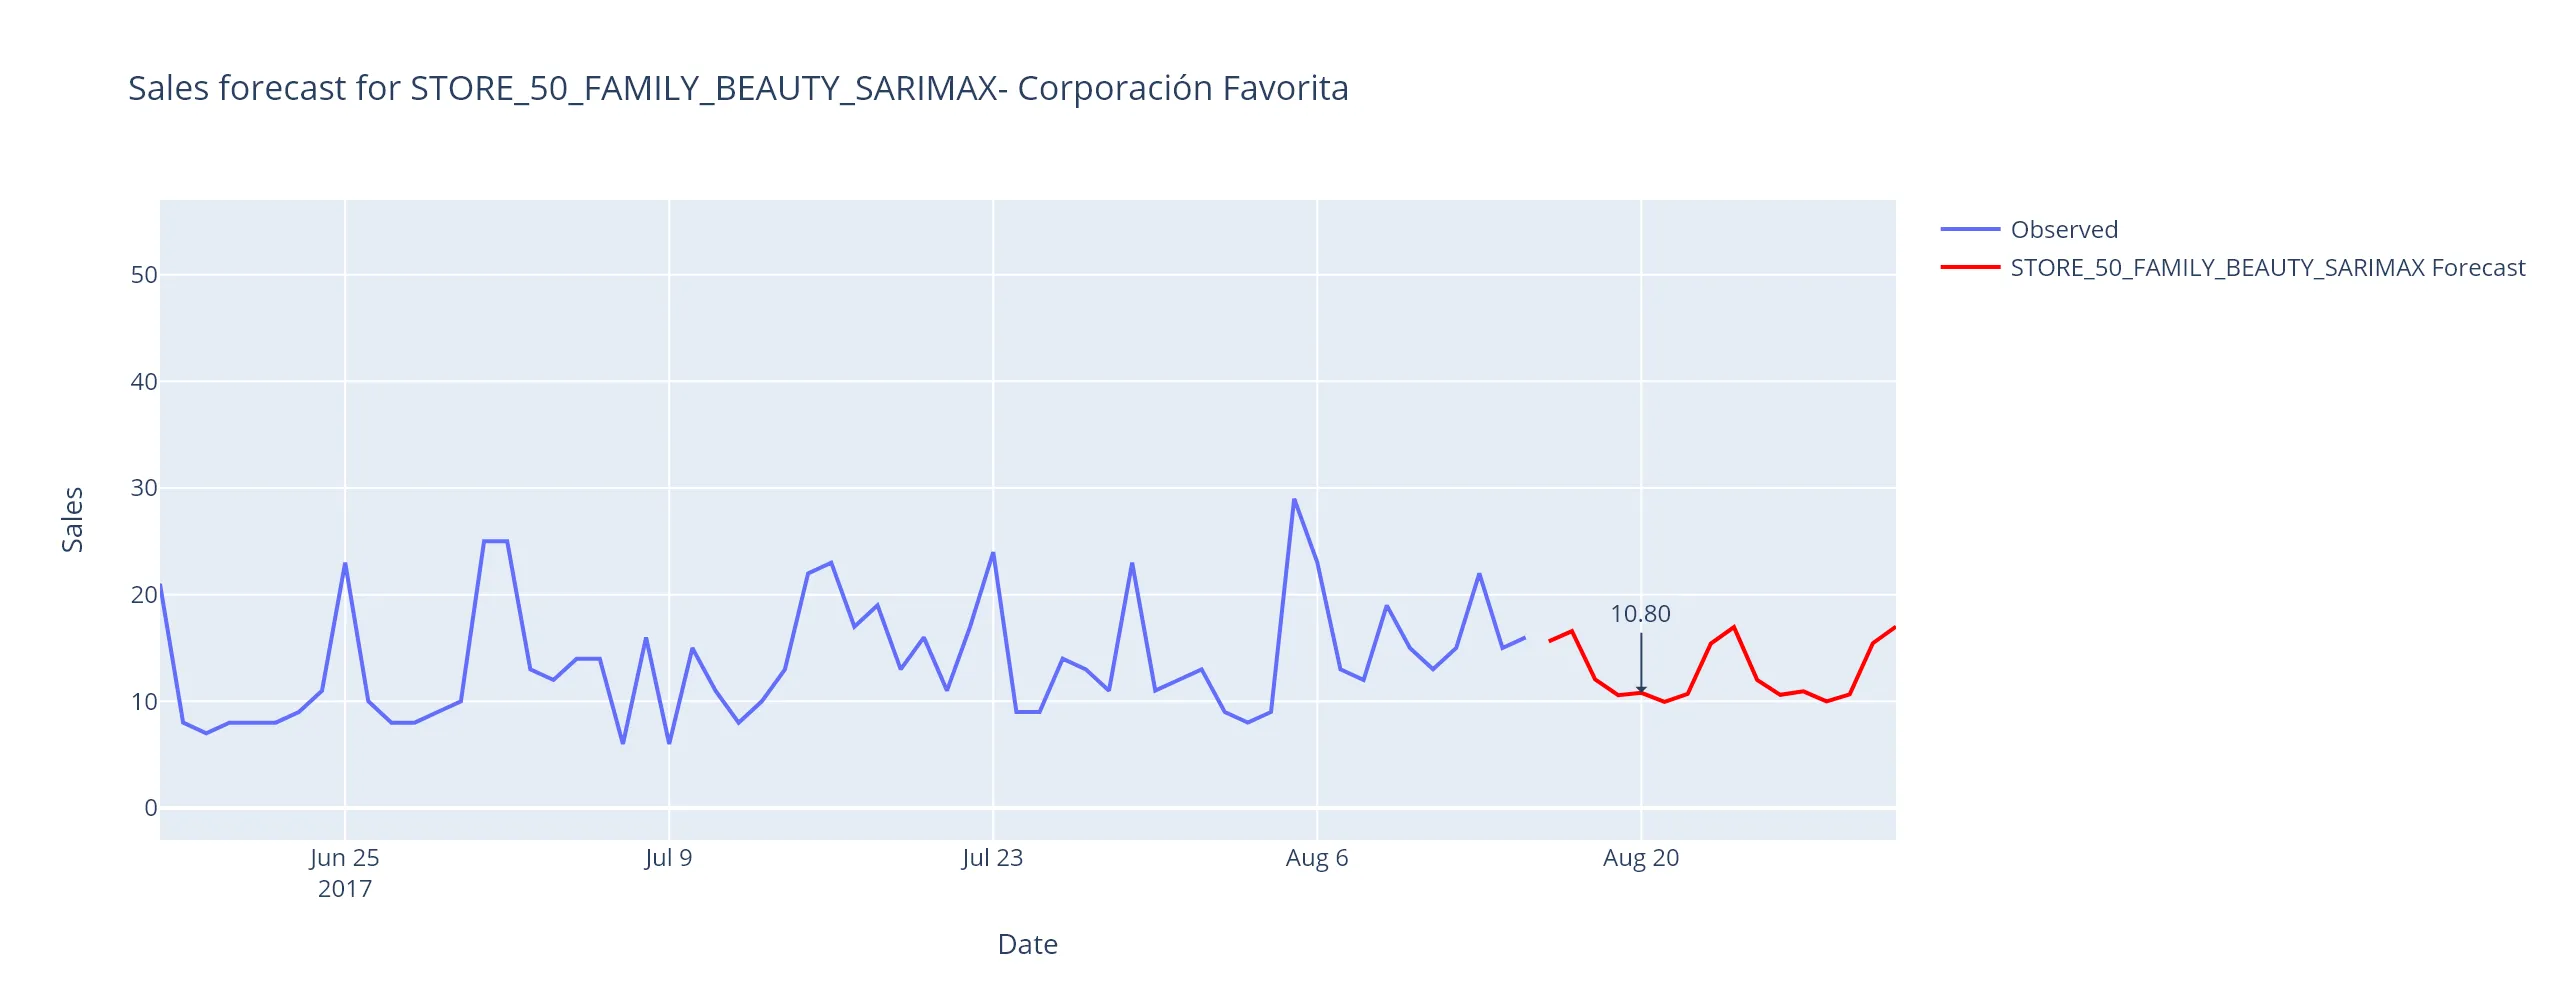 Sales forecast for STORE_50_FAMILY_BEAUTY_SARIMAX- Corporación Favorita
Observed
STORE_50_FAMILY_BEAUTY_SARIMAX Forecast
50
40
30
20
10
0
Sales
10.80
Jun 25
2017
Jul 9
Jul 23
Aug 6
Aug 20
Date